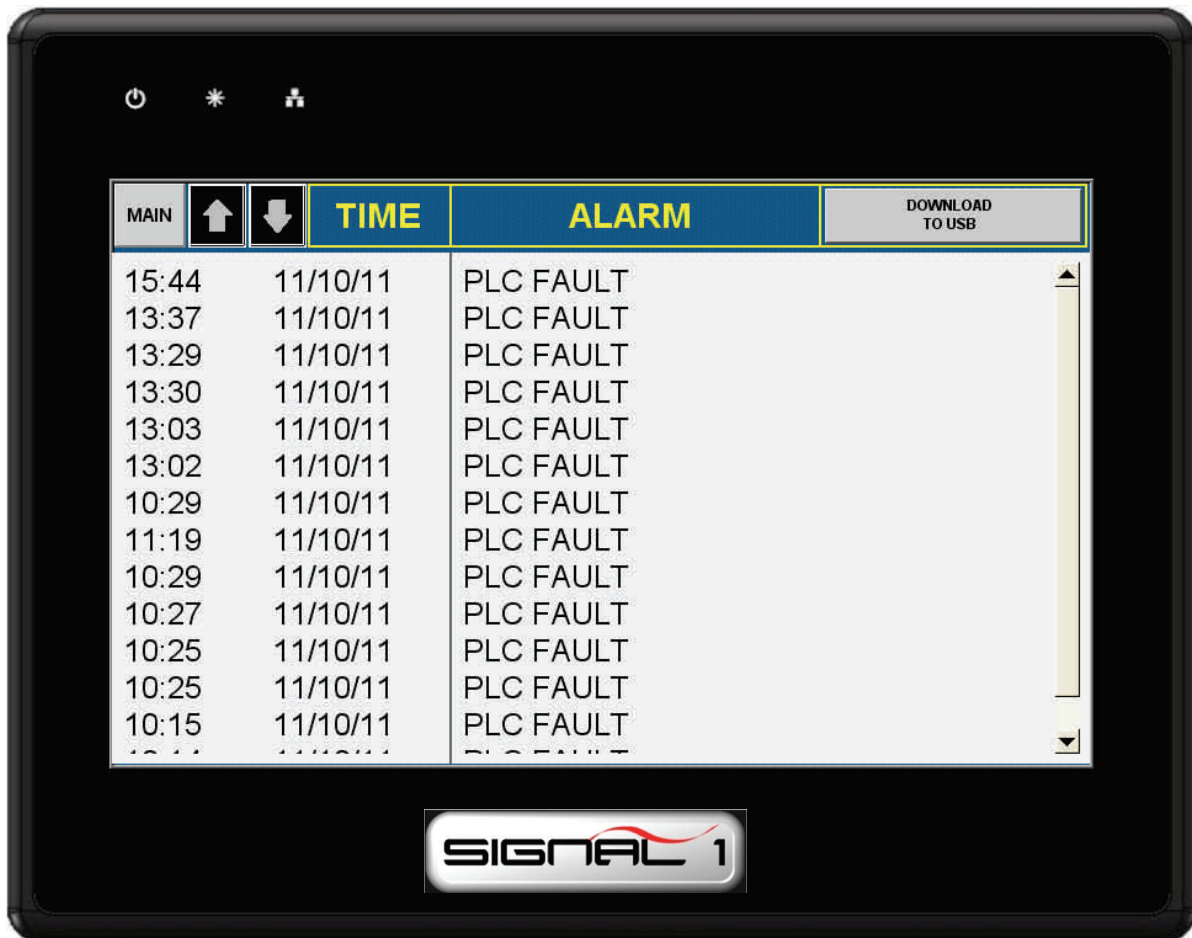 MAIN TIME ALARM DOWNLOAD
TO USB
15:44 11/10/11 PLC FAULT
13:37 11/10/11 PLC FAULT
13:29 11/10/11 PLC FAULT
13:30 11/10/11 PLC FAULT
13:03 11/10/11 PLC FAULT
13:02 11/10/11 PLC FAULT
10:29 11/10/11 PLC FAULT
11:19 11/10/11 PLC FAULT
10:29 11/10/11 PLC FAULT
10:27 11/10/11 PLC FAULT
10:25 11/10/11 PLC FAULT
10:25 11/10/11 PLC FAULT
10:15 11/10/11 PLC FAULT
SIGNAL 1